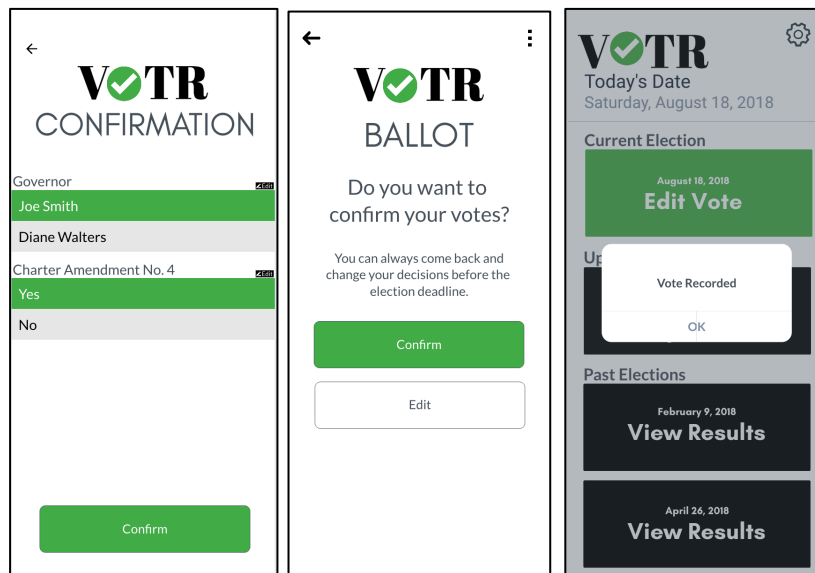 VOTR
CONFIRMATION
Governor
Edit
Joe Smith
Diane Walters
Charter Amendment No. 4
Edit
Yes
No
Confirm
VOTR
BALLOT
Do you want to
confirm your votes?
You can always come back and
change your decisions before the
election deadline.
Confirm
Edit
VOTR
Today's Date
Saturday, August 18, 2018
Current Election
August 18, 2018
Edit Vote
Up
Vote Recorded
OK
Past Elections
February 9, 2018
View Results
April 26, 2018
View Results